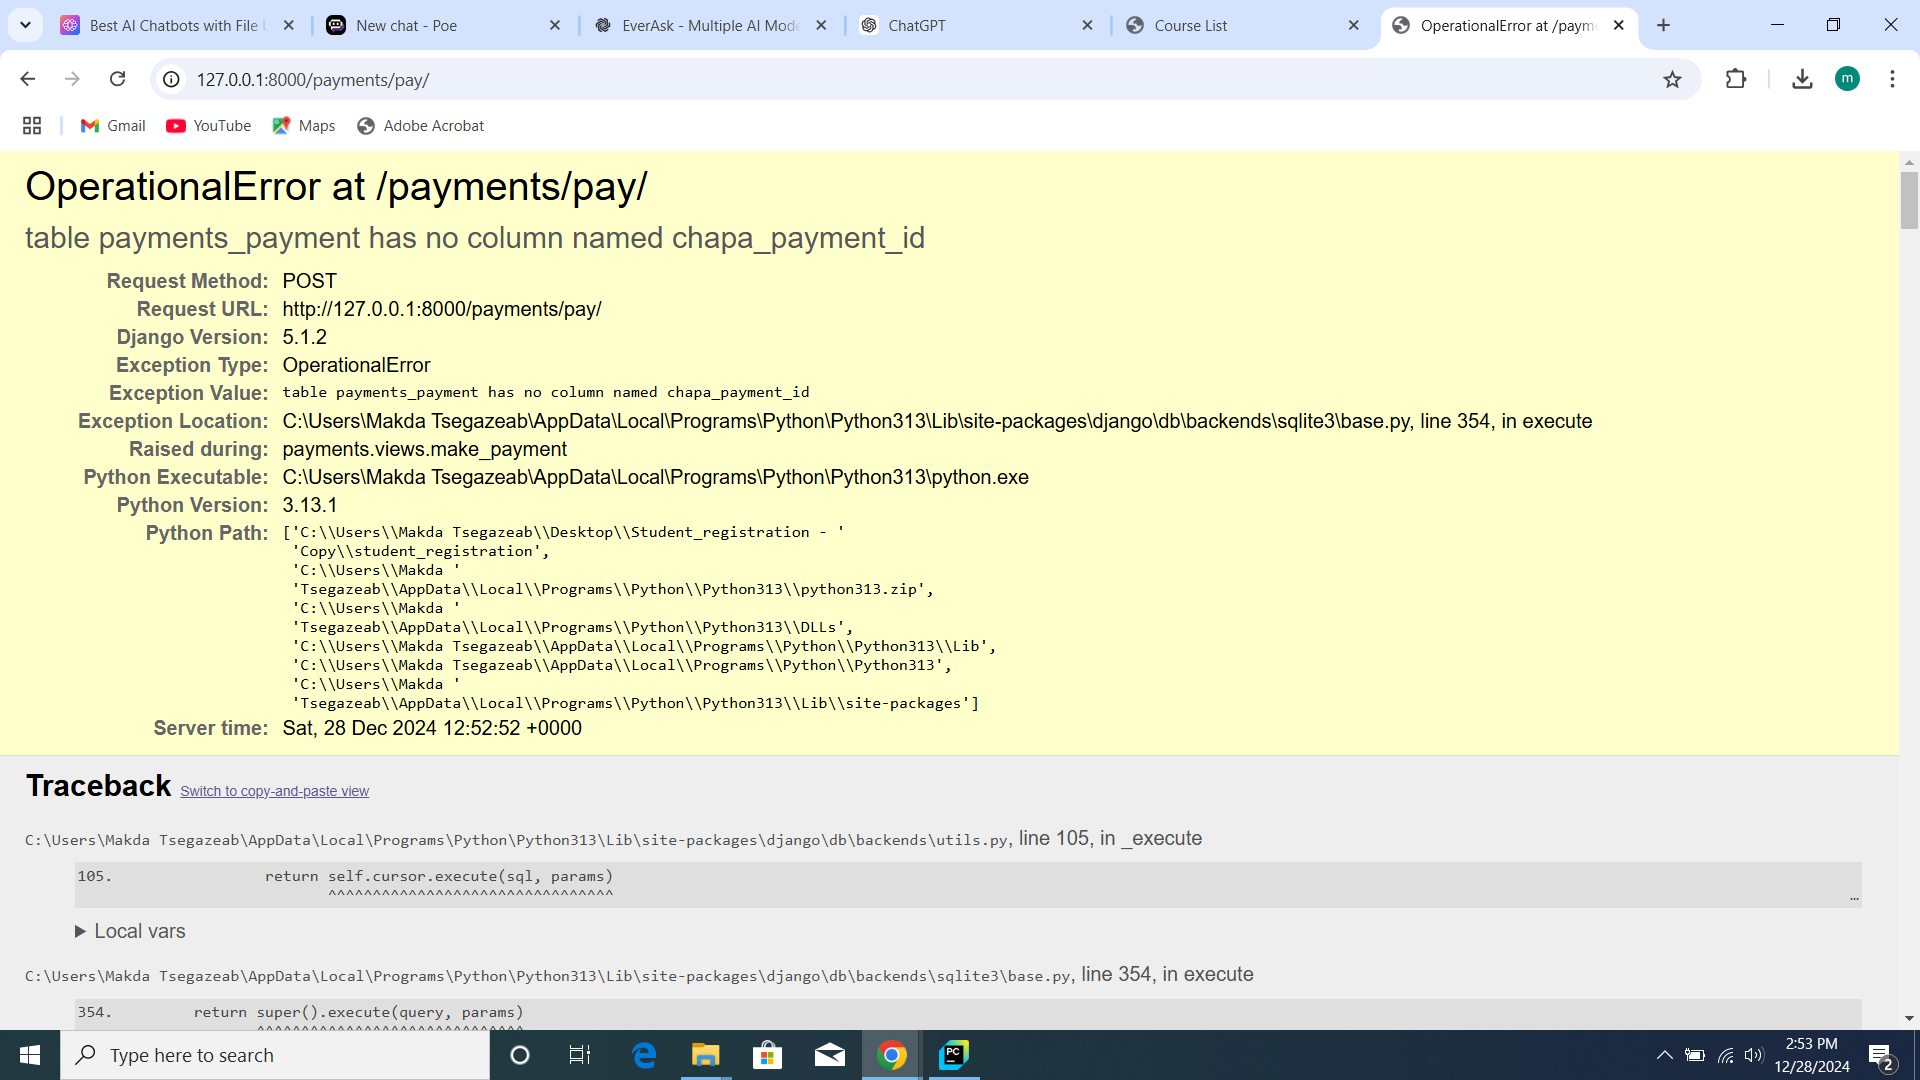 Best AI Chatbots with File U
New chat - Poe
EverAsk - Multiple AI Mode
ChatGPT
Course List
OperationalError at /payme
127.0.0.1:8000/payments/pay/
m
Gmail
YouTube
Maps
Adobe Acrobat
OperationalError at /payments/pay/
table payments_payment has no column named chapa_payment_id
Request Method: POST
Request URL: http://127.0.0.1:8000/payments/pay/
Django Version: 5.1.2
Exception Type: OperationalError
Exception Value: table payments_payment has no column named chapa_payment_id
Exception Location: C:\Users\Makda Tsegazeab\AppData\Local\Programs\Python\Python313\Lib\site-packages\django\db\backends\sqlite3\base.py, line 354, in execute
Raised during: payments.views.make_payment
Python Executable: C:\Users\Makda Tsegazeab\AppData\Local\Programs\Python\Python313\python.exe
Python Version: 3.13.1
Python Path: ['C:\\Users\\Makda Tsegazeab\\Desktop\\Student_registration - '
'Copy\\student_registration',
'C:\\Users\\Makda '
'Tsegazeab\\AppData\\Local\\Programs\\Python\\Python313\\python313.zip',
'C:\\Users\\Makda '
'Tsegazeab\\AppData\\Local\\Programs\\Python\\Python313\\DLLs',
'C:\\Users\\Makda Tsegazeab\\AppData\\Local\\Programs\\Python\\Python313\\Lib',
'C:\\Users\\Makda Tsegazeab\\AppData\\Local\\Programs\\Python\\Python313',
'C:\\Users\\Makda '
'Tsegazeab\\AppData\\Local\\Programs\\Python\\Python313\\Lib\\site-packages']
Server time: Sat, 28 Dec 2024 12:52:52 +0000
Traceback Switch to copy-and-paste view
C:\Users\Makda Tsegazeab\AppData\Local\Programs\Python\Python313\Lib\site-packages\django\db\backends\utils.py, line 105, in _execute
105. return self.cursor.execute(sql, params)
^^^^^^^^^^^^^^^^^^^^^^^^^^^^^^^^
…
Local vars
C:\Users\Makda Tsegazeab\AppData\Local\Programs\Python\Python313\Lib\site-packages\django\db\backends\sqlite3\base.py, line 354, in execute
354. return super().execute(query, params)
^^^^^^^^^^^^^^^^^^^^^^^^^^^^^^
Type here to search
PC
2:53 PM
12/28/2024
2